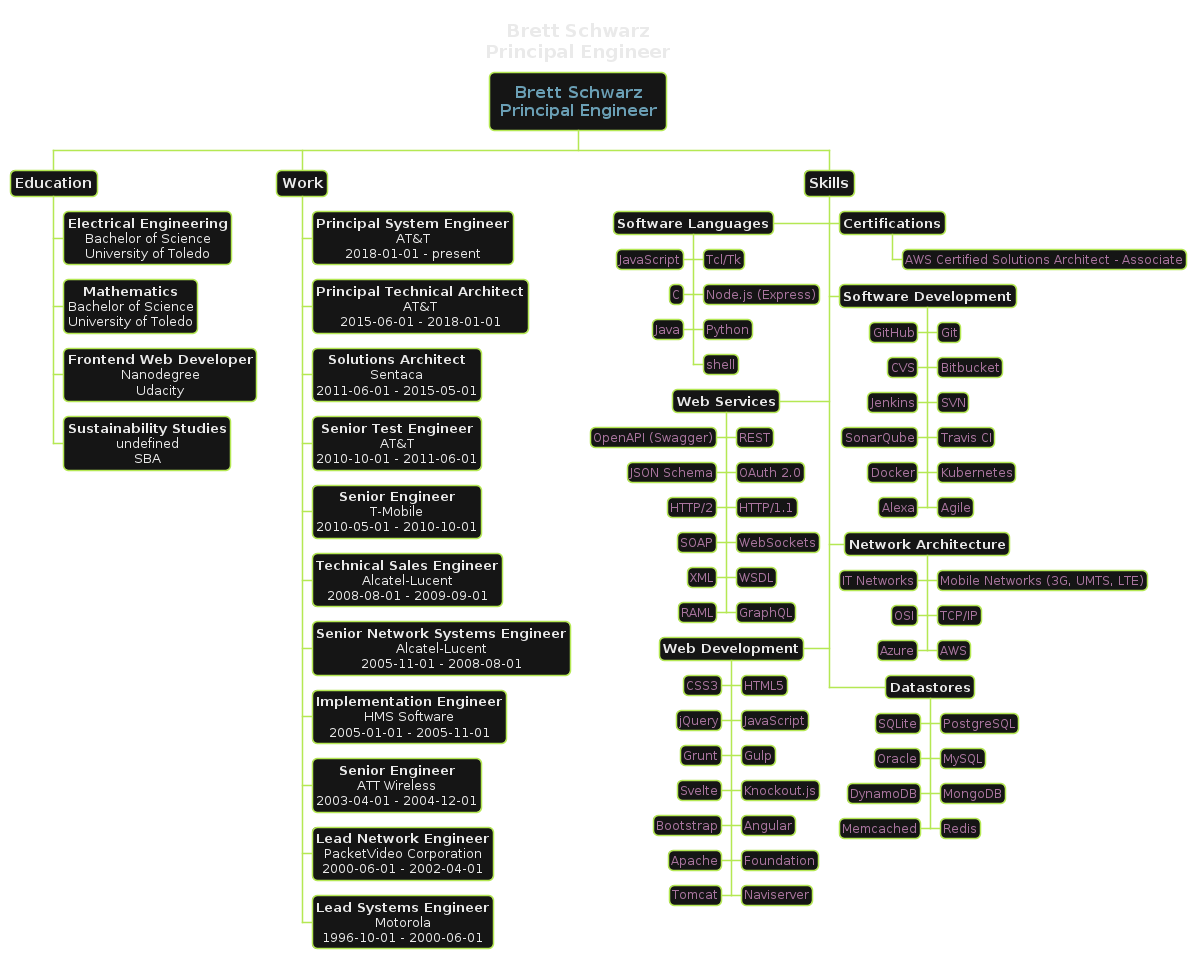 Brett Schwarz
Principal Engineer
Brett Schwarz
Principal Engineer
Education
Electrical Engineering
Bachelor of Science
University of Toledo
Mathematics
Bachelor of Science
University of Toledo
Frontend Web Developer
Nanodegree
Udacity
Sustainability Studies
undefined
SBA
Work
Principal System Engineer
AT&T
2018-01-01 - present
Principal Technical Architect
AT&T
2015-06-01 - 2018-01-01
Solutions Architect
Sentaca
2011-06-01 - 2015-05-01
Senior Test Engineer
AT&T
2010-10-01 - 2011-06-01
Senior Engineer
T-Mobile
2010-05-01 - 2010-10-01
Technical Sales Engineer
Alcatel-Lucent
2008-08-01 - 2009-09-01
Senior Network Systems Engineer
Alcatel-Lucent
2005-11-01 - 2008-08-01
Implementation Engineer
HMS Software
2005-01-01 - 2005-11-01
Senior Engineer
ATT Wireless
2003-04-01 - 2004-12-01
Lead Network Engineer
PacketVideo Corporation
2000-06-01 - 2002-04-01
Lead Systems Engineer
Motorola
1996-10-01 - 2000-06-01
Skills
Software Languages
JavaScript
Tcl/Tk
C
Node.js (Express)
Java
Python
shell
Web Services
OpenAPI (Swagger)
REST
JSON Schema
OAuth 2.0
HTTP/2
HTTP/1.1
SOAP
WebSockets
XML
WSDL
RAML
GraphQL
Web Development
CSS3
HTML5
jQuery
JavaScript
Grunt
Gulp
Svelte
Knockout.js
Bootstrap
Angular
Apache
Foundation
Tomcat
Naviserver
Certifications
AWS Certified Solutions Architect - Associate
Software Development
GitHub
Git
CVS
Bitbucket
Jenkins
SVN
SonarQube
Travis CI
Docker
Kubernetes
Alexa
Agile
Network Architecture
IT Networks
Mobile Networks (3G, UMTS, LTE)
OSI
TCP/IP
Azure
AWS
Datastores
SQLite
PostgreSQL
Oracle
MySQL
DynamoDB
MongoDB
Memcached
Redis